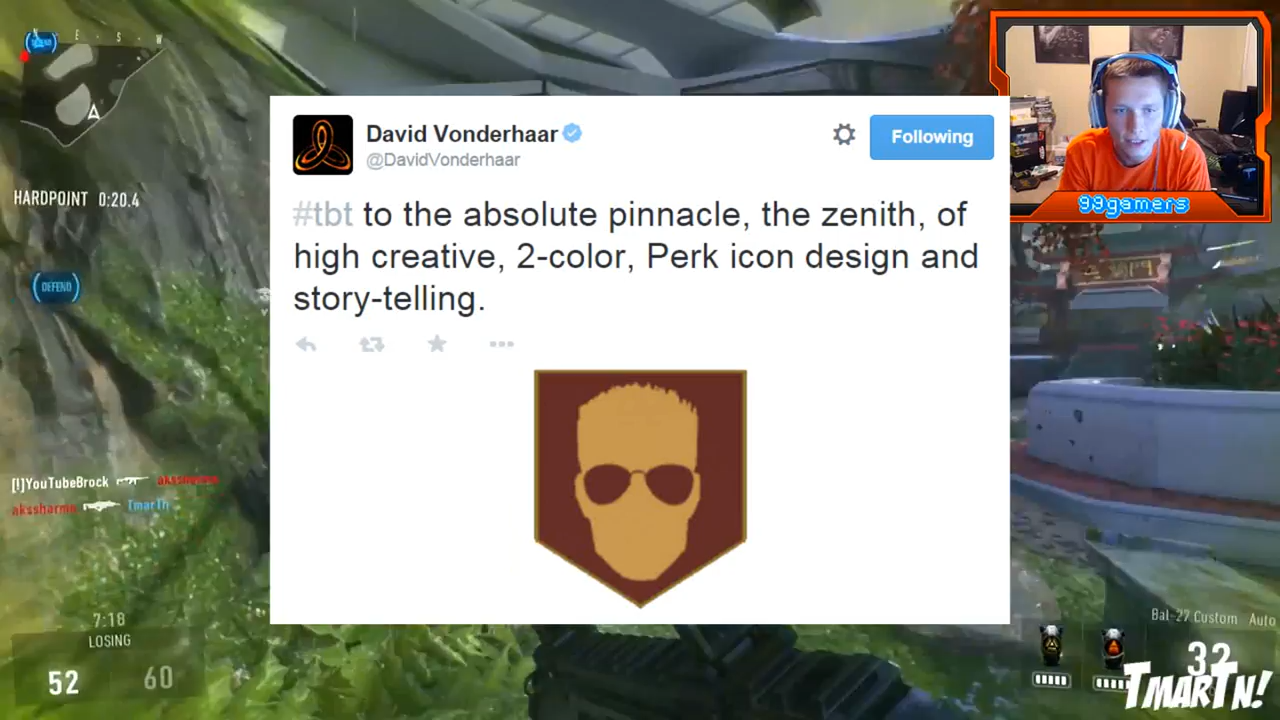 N E S W
HARDPOINT 0:20.4
DEFEND
David Vonderhaar
@DavidVonderhaar
Following
#tbt to the absolute pinnacle, the zenith, of
high creative, 2-color, Perk icon design and
story-telling.
99gamers
[!]YouTubeBrock akssharma
akssharma TmarTn
7:18
LOSING
52 60
Bal-27 Custom Auto
32
TmarTn!